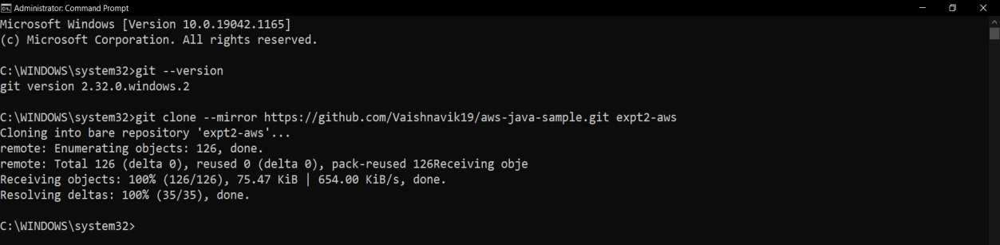 Administrator: Command Prompt
Microsoft Windows [Version 10.0.19042.1165]
(c) Microsoft Corporation. All rights reserved.
C:\WINDOWS\system32>git --version
git version 2.32.0.windows.2
C:\WINDOWS\system32>git clone --mirror https://github.com/Vaishnavik19/aws-java-sample.git expt2-aws
Cloning into bare repository 'expt2-aws'...
remote: Enumerating objects: 126, done.
remote: Total 126 (delta 0), reused 0 (delta 0), pack-reused 126Receiving obje
Receiving objects: 100% (126/126), 75.47 KiB | 654.00 KiB/s, done.
Resolving deltas: 100% (35/35), done.
C:\WINDOWS\system32>